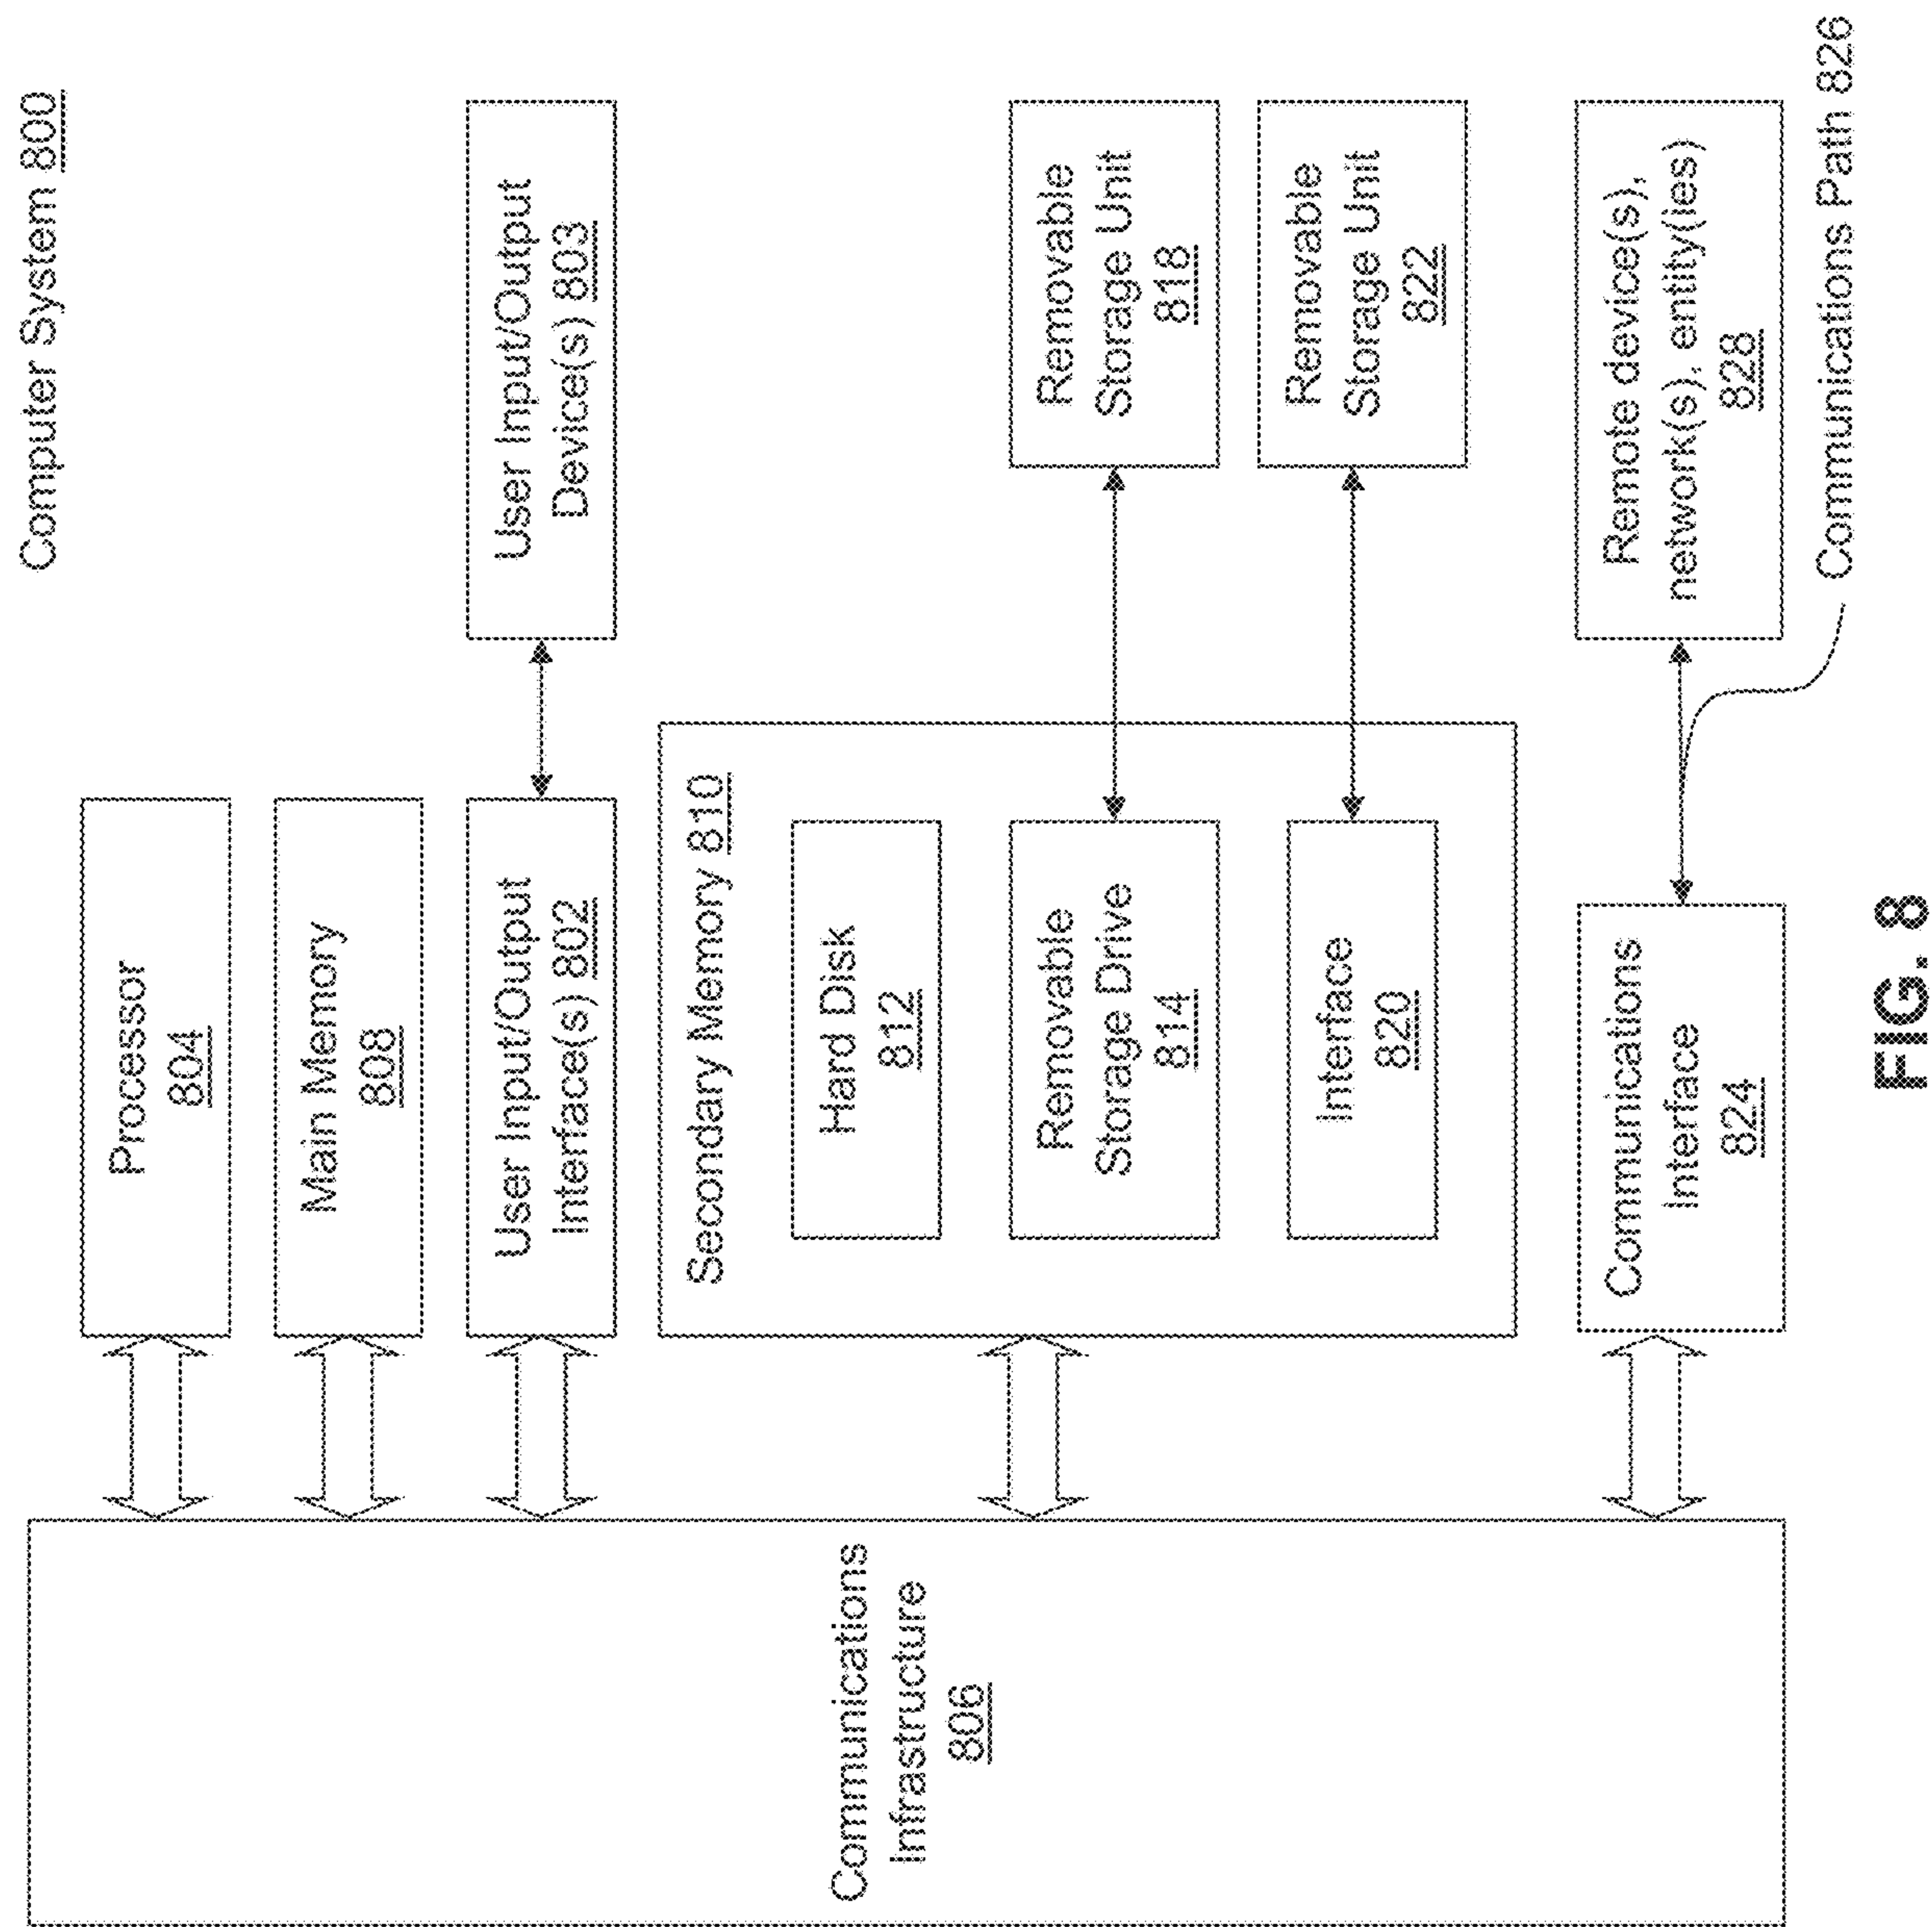 Computer System 800
Processor
804
Main Memory
808
User Input/Output
Interface(s) 802
User Input/Output
Device(s) 803
Communications
Infrastructure
806
Secondary Memory 810
Hard Disk
812
Removable
Storage Drive
814
Removable
Storage Unit
818
Interface
820
Removable
Storage Unit
822
Communications
Interface
824
Remote device(s),
network(s), entity(ies)
828
Communications Path 826
FIG. 8